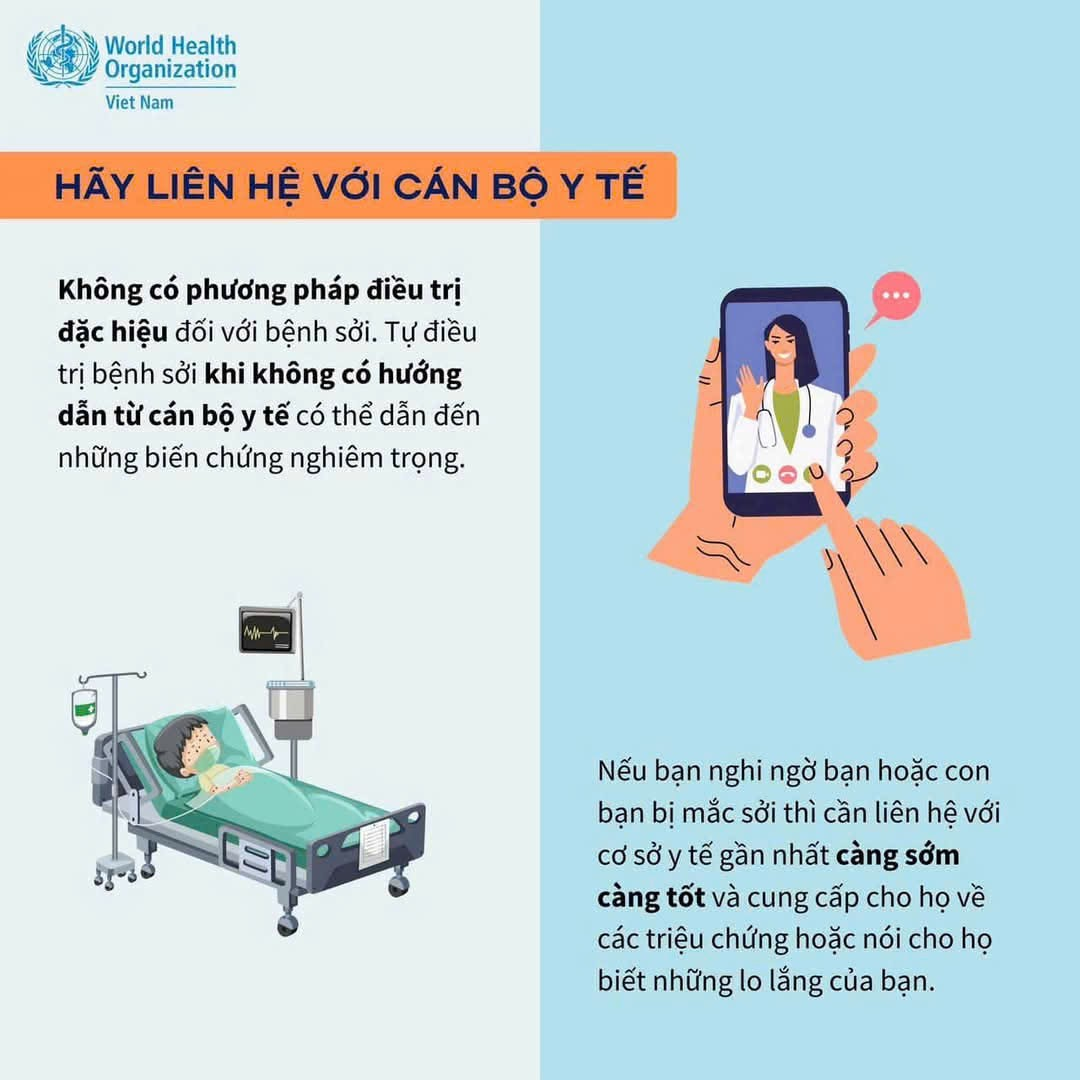 World Health
Organization
Viet Nam
HÃY LIÊN HỆ VỚI CÁN BỘ Y TẾ
Không có phương pháp điều trị
đặc hiệu đối với bệnh sởi. Tự điều
trị bệnh sởi khi không có hướng
dẫn từ cán bộ y tế có thể dẫn đến
những biến chứng nghiêm trọng.
Nếu bạn nghi ngờ bạn hoặc con
bạn bị mắc sởi thì cần liên hệ với
cơ sở y tế gần nhất càng sớm
càng tốt và cung cấp cho họ về
các triệu chứng hoặc nói cho họ
biết những lo lắng của bạn.